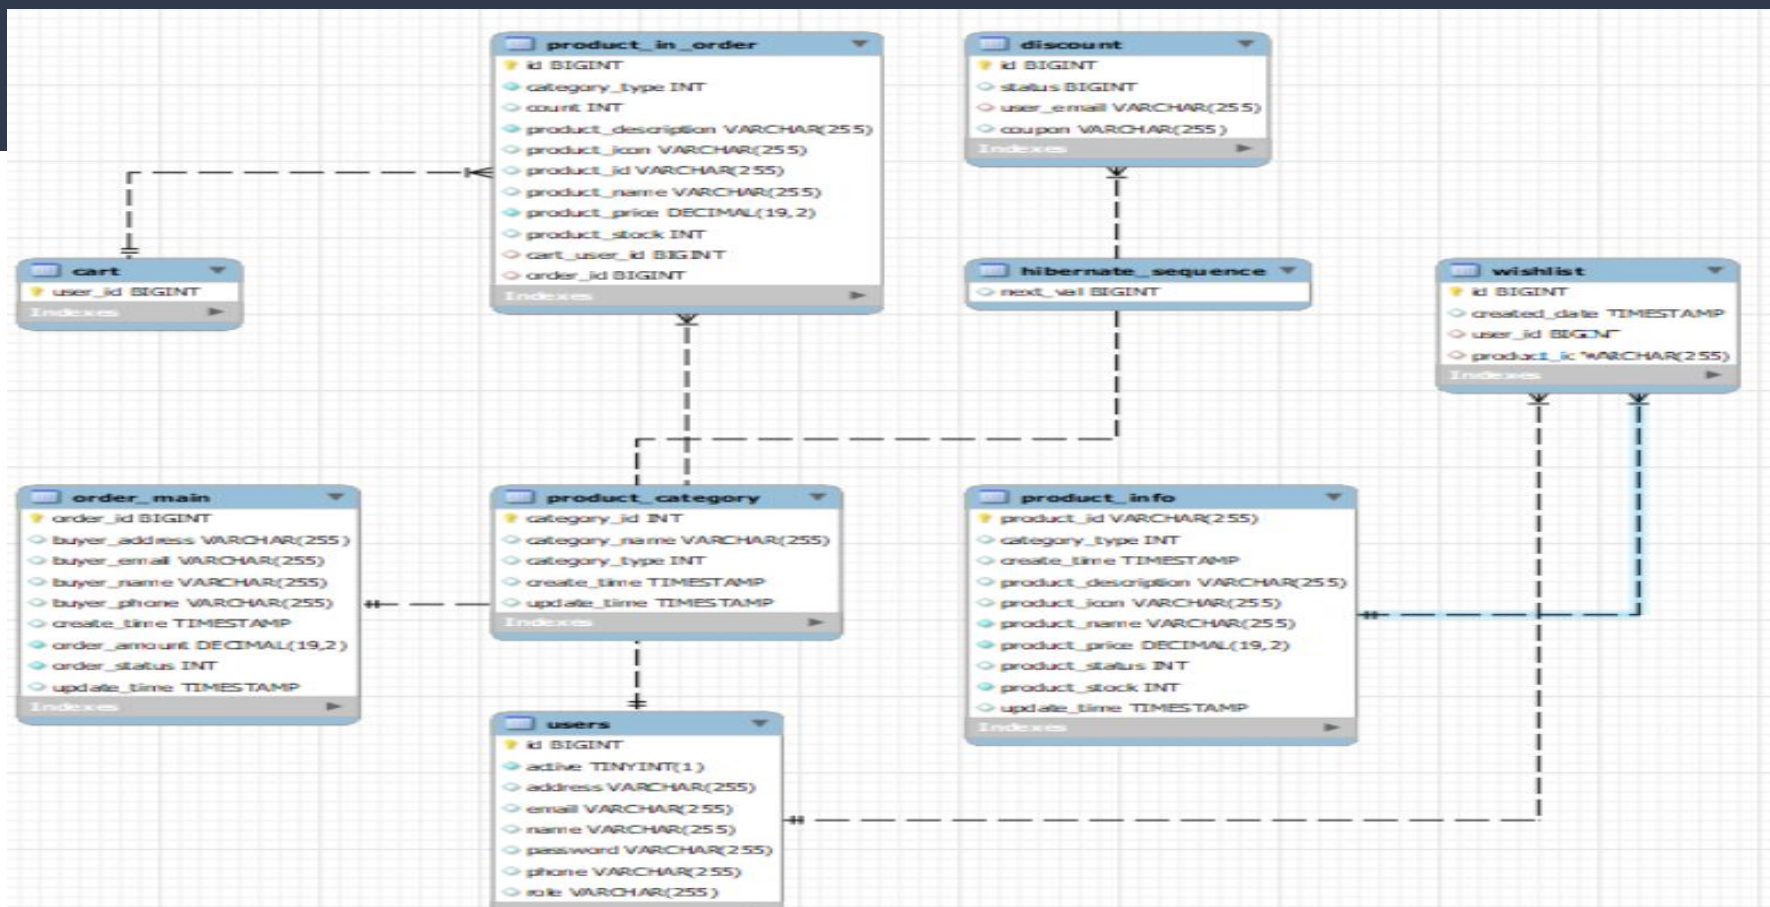 product_in_order
id BIGINT
category_type INT
count INT
product_description VARCHAR(255)
product_icon VARCHAR(255)
product_id VARCHAR(255)
product_name VARCHAR(255)
product_price DECIMAL(19,2)
product_stock INT
cart_user_id BIGINT
order_id BIGINT
Indexes
discount
id BIGINT
status BIGINT
user_email VARCHAR(255)
coupon VARCHAR(255)
Indexes
cart
user_id BIGINT
Indexes
hibernate_sequence
next_val BIGINT
wishlist
id BIGINT
created_date TIMESTAMP
user_id BIGINT
VARCHAR(255)
Indexes
order_main
order_id BIGINT
buyer_address VARCHAR(255)
buyer_email VARCHAR(255)
buyer_name VARCHAR(255)
buyer_phone VARCHAR(255)
create_time TIMESTAMP
order_amount DECIMAL(19,2)
order_status INT
update_time TIMESTAMP
Indexes
product_category
category_id INT
category_name VARCHAR(255)
category_type INT
create_time TIMESTAMP
update_time TIMESTAMP
Indexes
product_info
product_id VARCHAR(255)
category_type INT
create_time TIMESTAMP
product_description VARCHAR(255)
product_icon VARCHAR(255)
product_name VARCHAR(255)
product_price DECIMAL(19,2)
product_status INT
product_stock INT
update_time TIMESTAMP
Indexes
users
id BIGINT
active TINYINT(1)
address VARCHAR(255)
email VARCHAR(255)
name VARCHAR(255)
password VARCHAR(255)
phone VARCHAR(255)
role VARCHAR(255)